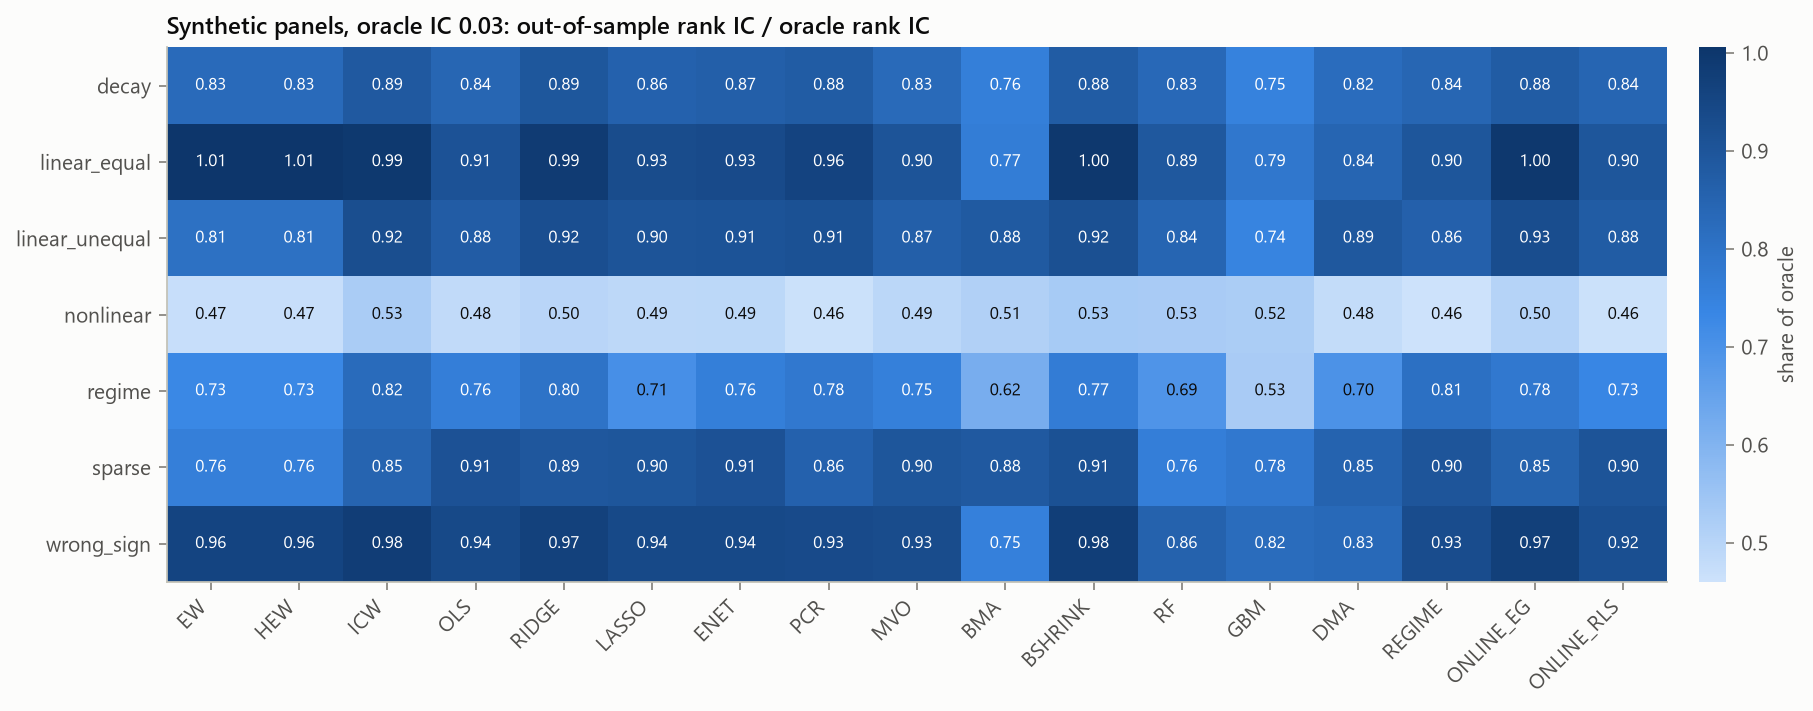 Synthetic panels, oracle IC 0.03: out-of-sample rank IC / oracle rank IC
decay 0.83 0.83 0.89 0.84 0.89 0.86 0.87 0.88 0.83 0.76 0.88 0.83 0.75 0.82 0.84 0.88 0.84
linear_equal 1.01 1.01 0.99 0.91 0.99 0.93 0.93 0.96 0.90 0.77 1.00 0.89 0.79 0.84 0.90 1.00 0.90
linear_unequal 0.81 0.81 0.92 0.88 0.92 0.90 0.91 0.91 0.87 0.88 0.92 0.84 0.74 0.89 0.86 0.93 0.88
nonlinear 0.47 0.47 0.53 0.48 0.50 0.49 0.49 0.46 0.49 0.51 0.53 0.53 0.52 0.48 0.46 0.50 0.46
regime 0.73 0.73 0.82 0.76 0.80 0.71 0.76 0.78 0.75 0.62 0.77 0.69 0.53 0.70 0.81 0.78 0.73
sparse 0.76 0.76 0.85 0.91 0.89 0.90 0.91 0.86 0.90 0.88 0.91 0.76 0.78 0.85 0.90 0.85 0.90
wrong_sign 0.96 0.96 0.98 0.94 0.97 0.94 0.94 0.93 0.93 0.75 0.98 0.86 0.82 0.83 0.93 0.97 0.92
EW HEW ICW OLS RIDGE LASSO ENET PCR MVO BMA BSHRINK RF GBM DMA REGIME ONLINE_EG ONLINE_RLS
1.0
0.9
0.8
0.7
0.6
0.5
share of oracle